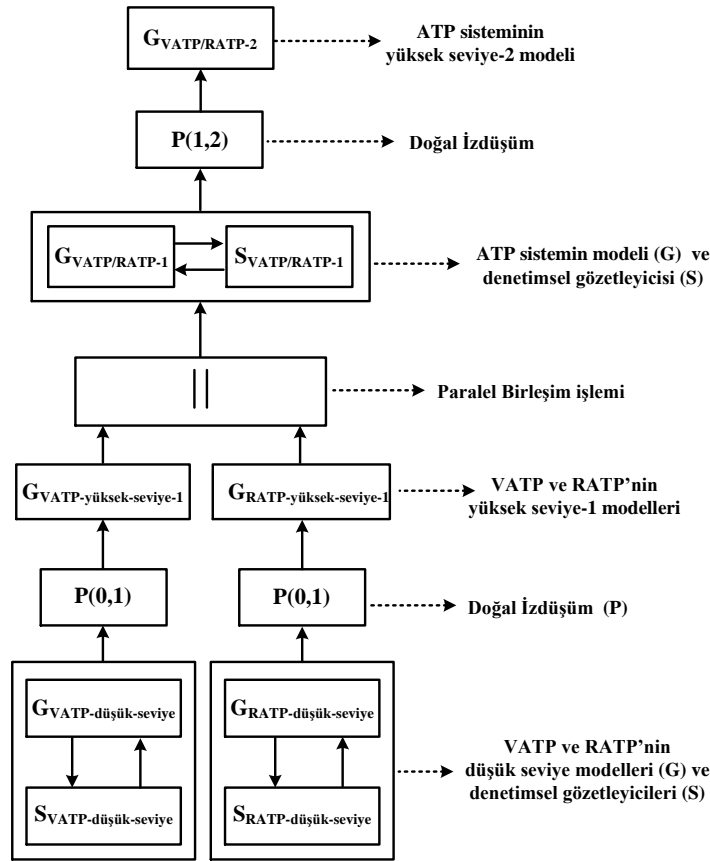 G_VATP/RATP-2
ATP sisteminin
yüksek seviye-2 modeli
P(1,2)
Doğal İzdüşüm
G_VATP/RATP-1
S_VATP/RATP-1
ATP sistemin modeli (G) ve
denetimsel gözetleyicisi (S)
||
Paralel Birleşim işlemi
G_VATP-yüksek-seviye-1
G_RATP-yüksek-seviye-1
VATP ve RATP’nin
yüksek seviye-1 modelleri
P(0,1)
P(0,1)
Doğal İzdüşüm (P)
G_VATP-düşük-seviye
G_RATP-düşük-seviye
VATP ve RATP’nin
düşük seviye modelleri (G) ve
denetimsel gözetleyicileri (S)
S_VATP-düşük-seviye
S_RATP-düşük-seviye